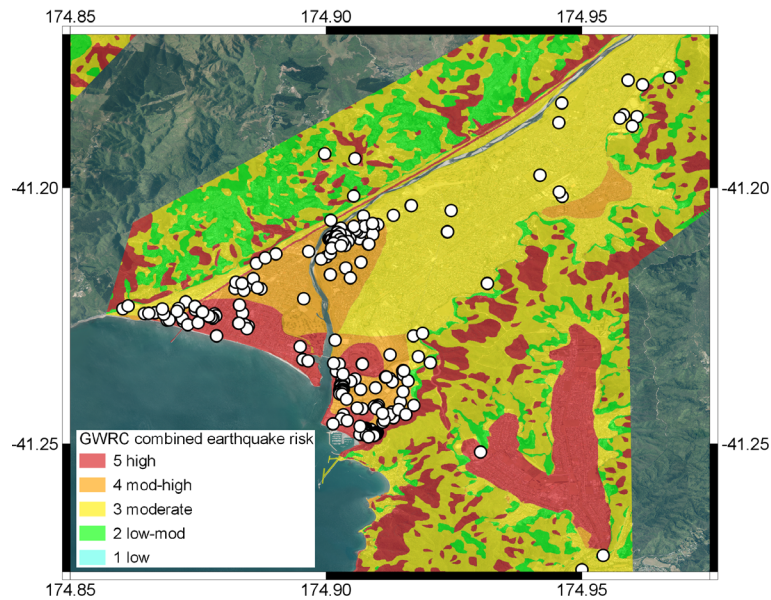 174.85 174.90 174.95
-41.20 -41.20
-41.25 -41.25
GWRC combined earthquake risk
5 high
4 mod-high
3 moderate
2 low-mod
1 low
174.85 174.90 174.95